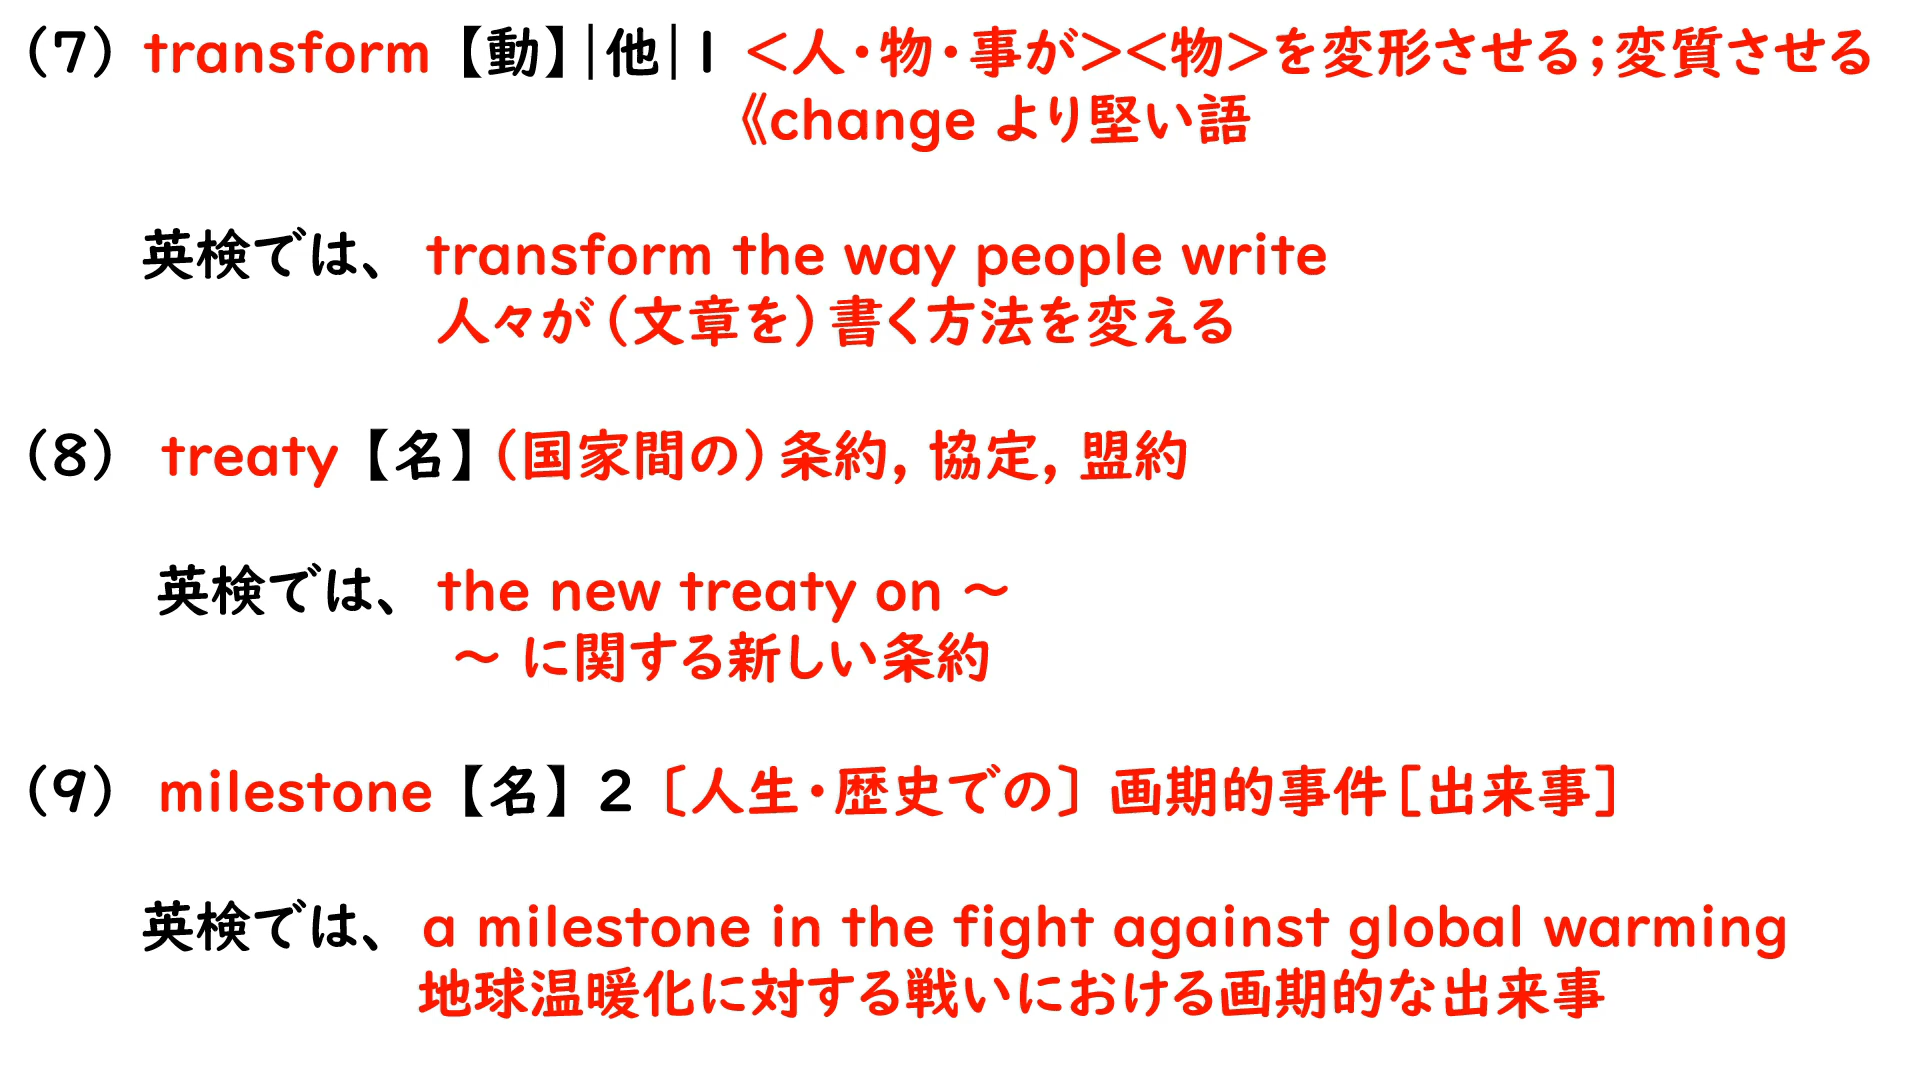 (7) transform【動】|他|1 <人・物・事が><物>を変形させる;変質させる
《change より堅い語
英検では、 transform the way people write
人々が(文章を)書く方法を変える
(8) treaty【名】(国家間の)条約, 協定, 盟約
英検では、 the new treaty on ～
～ に関する新しい条約
(9) milestone【名】 2〔人生・歴史での〕画期的事件[出来事]
英検では、 a milestone in the fight against global warming
地球温暖化に対する戦いにおける画期的な出来事